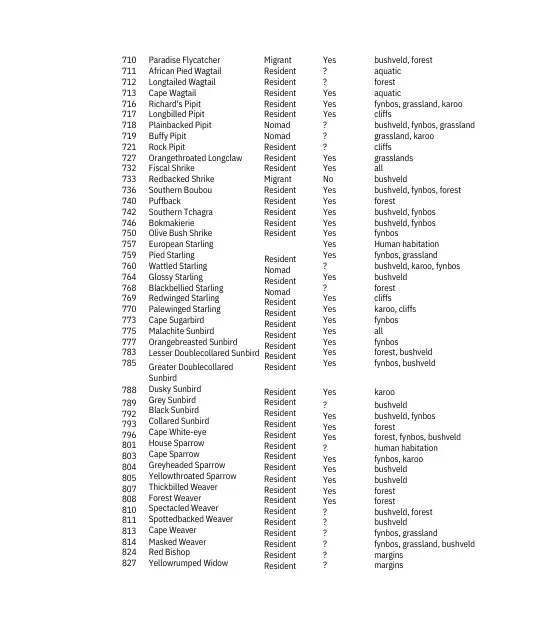 710 Paradise Flycatcher Migrant Yes bushveld, forest
711 African Pied Wagtail Resident ? aquatic
712 Longtailed Wagtail Resident ? forest
713 Cape Wagtail Resident Yes aquatic
716 Richard's Pipit Resident Yes fynbos, grassland, karoo
717 Longbilled Pipit Resident Yes cliffs
718 Plainbacked Pipit Nomad ? bushveld, fynbos, grassland
719 Buffy Pipit Nomad ? grassland, karoo
721 Rock Pipit Resident ? cliffs
727 Orangethroated Longclaw Resident Yes grasslands
732 Fiscal Shrike Resident Yes all
733 Redbacked Shrike Migrant No bushveld
736 Southern Boubou Resident Yes bushveld, fynbos, forest
740 Puffback Resident Yes forest
742 Southern Tchagra Resident Yes bushveld, fynbos
746 Bokmakierie Resident Yes bushveld, fynbos
750 Olive Bush Shrike Resident Yes fynbos
757 European Starling Yes Human habitation
759 Pied Starling Resident Yes fynbos, grassland
760 Wattled Starling Nomad ? bushveld, karoo, fynbos
764 Glossy Starling Resident Yes bushveld
768 Blackbellied Starling Nomad ? forest
769 Redwinged Starling Resident Yes cliffs
770 Palewinged Starling Resident Yes karoo, cliffs
773 Cape Sugarbird Resident Yes fynbos
775 Malachite Sunbird Resident Yes all
777 Orangebreasted Sunbird Resident Yes fynbos
783 Lesser Doublecollared Sunbird Resident Yes forest, bushveld
785 Greater Doublecollared Resident Yes fynbos, bushveld
Sunbird
788 Dusky Sunbird Resident Yes karoo
789 Grey Sunbird Resident ? bushveld
792 Black Sunbird Resident Yes bushveld, fynbos
793 Collared Sunbird Resident Yes forest
796 Cape White-eye Resident Yes forest, fynbos, bushveld
801 House Sparrow Resident ? human habitation
803 Cape Sparrow Resident Yes fynbos, karoo
804 Greyheaded Sparrow Resident Yes bushveld
805 Yellowthroated Sparrow Resident Yes bushveld
807 Thickbilled Weaver Resident Yes forest
808 Forest Weaver Resident Yes forest
810 Spectacled Weaver Resident ? bushveld, forest
811 Spottedbacked Weaver Resident ? bushveld
813 Cape Weaver Resident ? fynbos, grassland
814 Masked Weaver Resident ? fynbos, grassland, bushveld
824 Red Bishop Resident ? margins
827 Yellowrumped Widow Resident ? margins